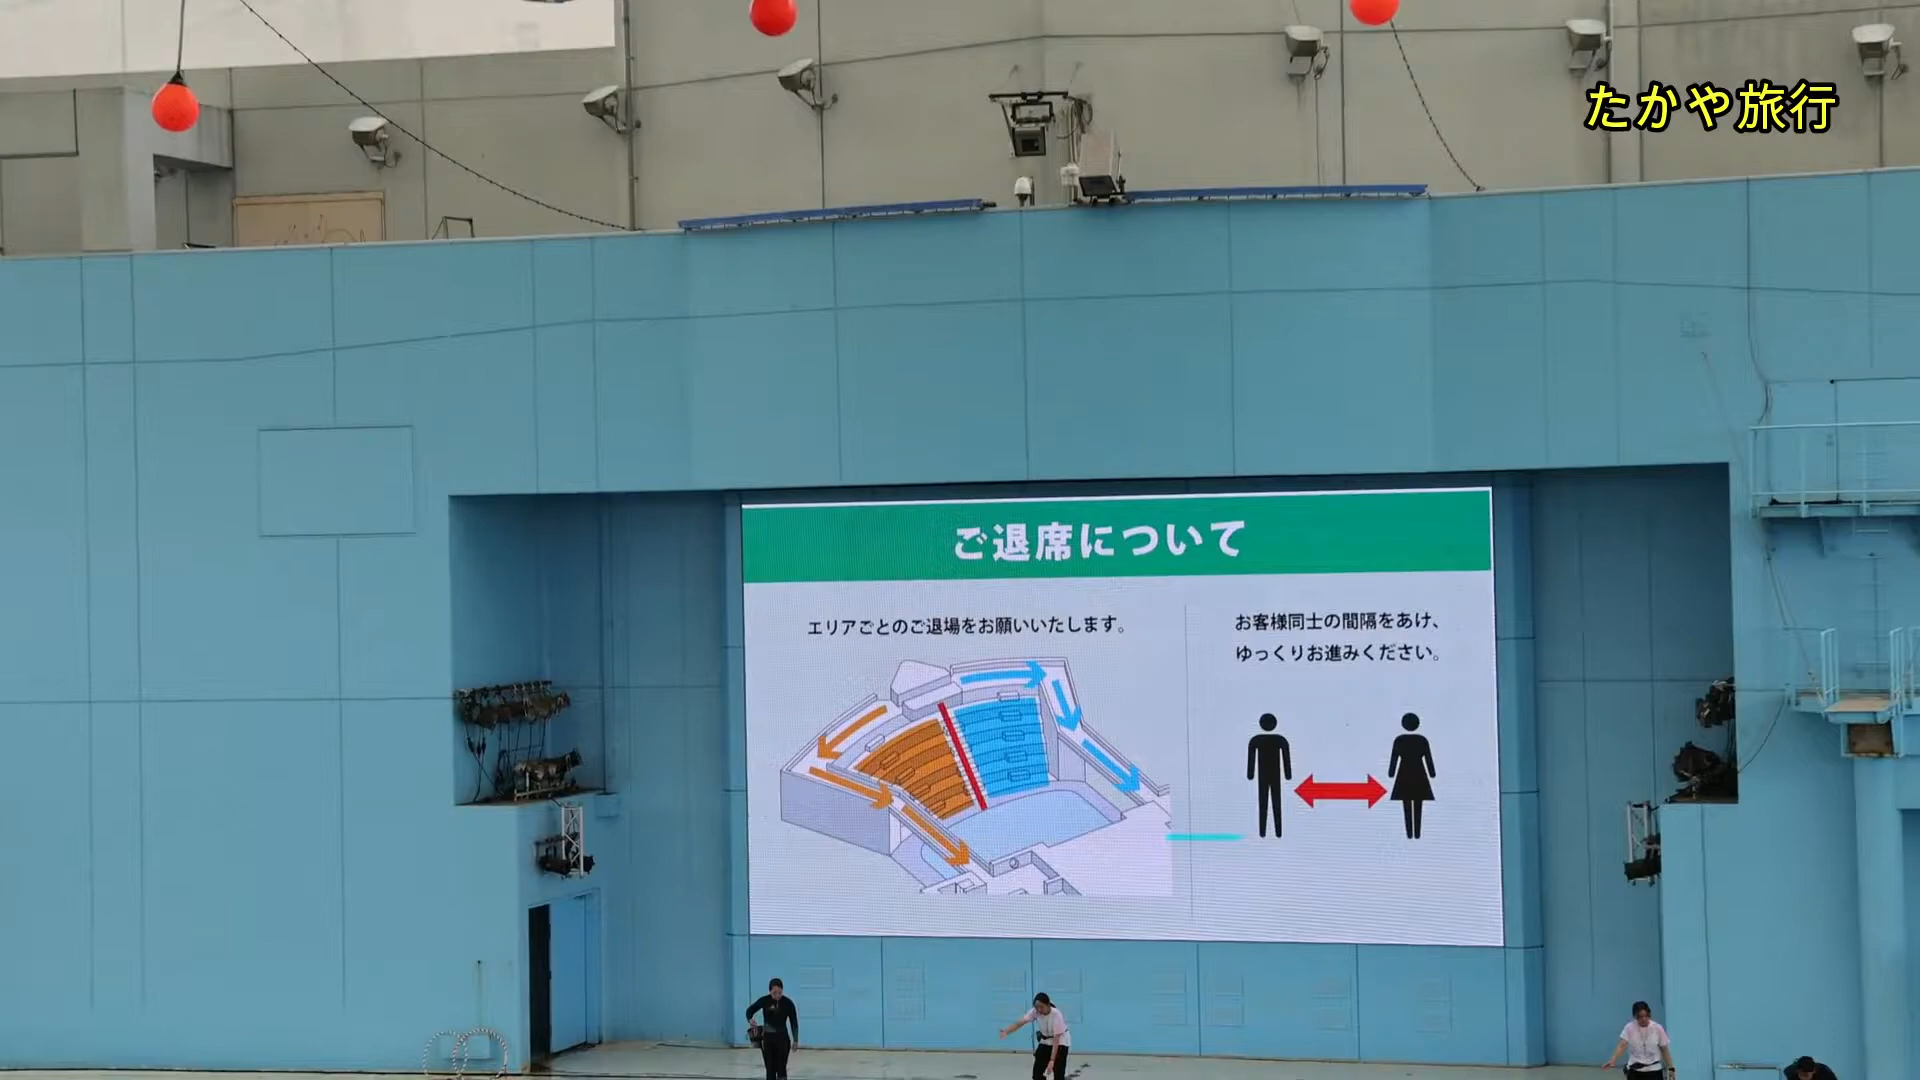 たかや旅行
ご退席について
エリアごとのご退場をお願いいたします。
お客様同士の間隔をあけ、
ゆっくりお進みください。